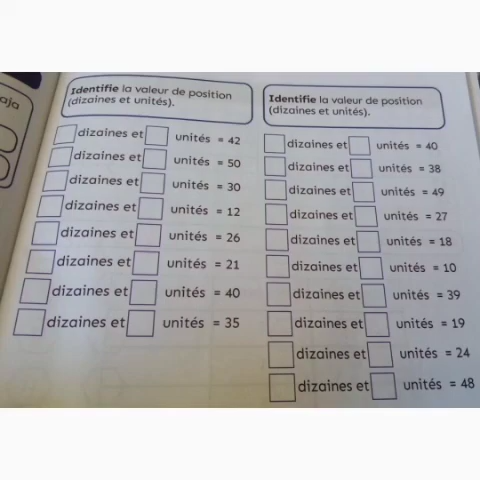 aja
Identifie la valeur de position
(dizaines et unités).
dizaines et unités = 42
dizaines et unités = 50
dizaines et unités = 30
dizaines et unités = 12
dizaines et unités = 26
dizaines et unités = 21
dizaines et unités = 40
dizaines et unités = 35
Identifie la valeur de position
(dizaines et unités).
dizaines et unités = 40
dizaines et unités = 38
dizaines et unités = 49
dizaines et unités = 27
dizaines et unités = 18
dizaines et unités = 10
dizaines et unités = 39
dizaines et unités = 19
dizaines et unités = 24
dizaines et unités = 48